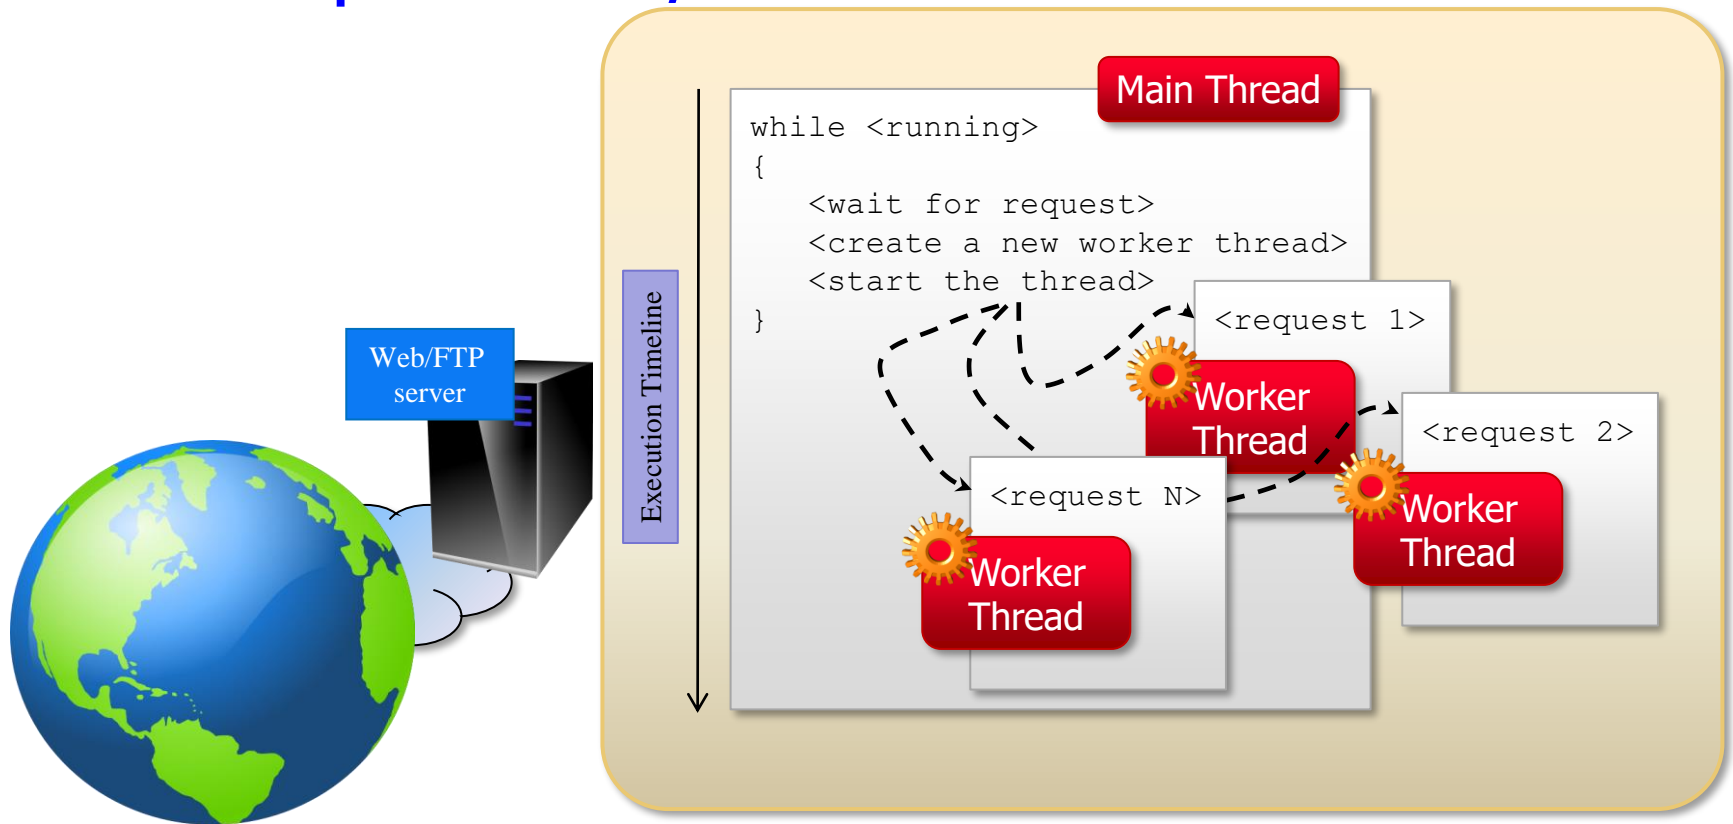 Main Thread
while <running>
{
<wait for request>
<create a new worker thread>
<start the thread>
}
Execution Timeline
Web/FTP
server
<request 1>
Worker
Thread
<request 2>
Worker
Thread
<request N>
Worker
Thread